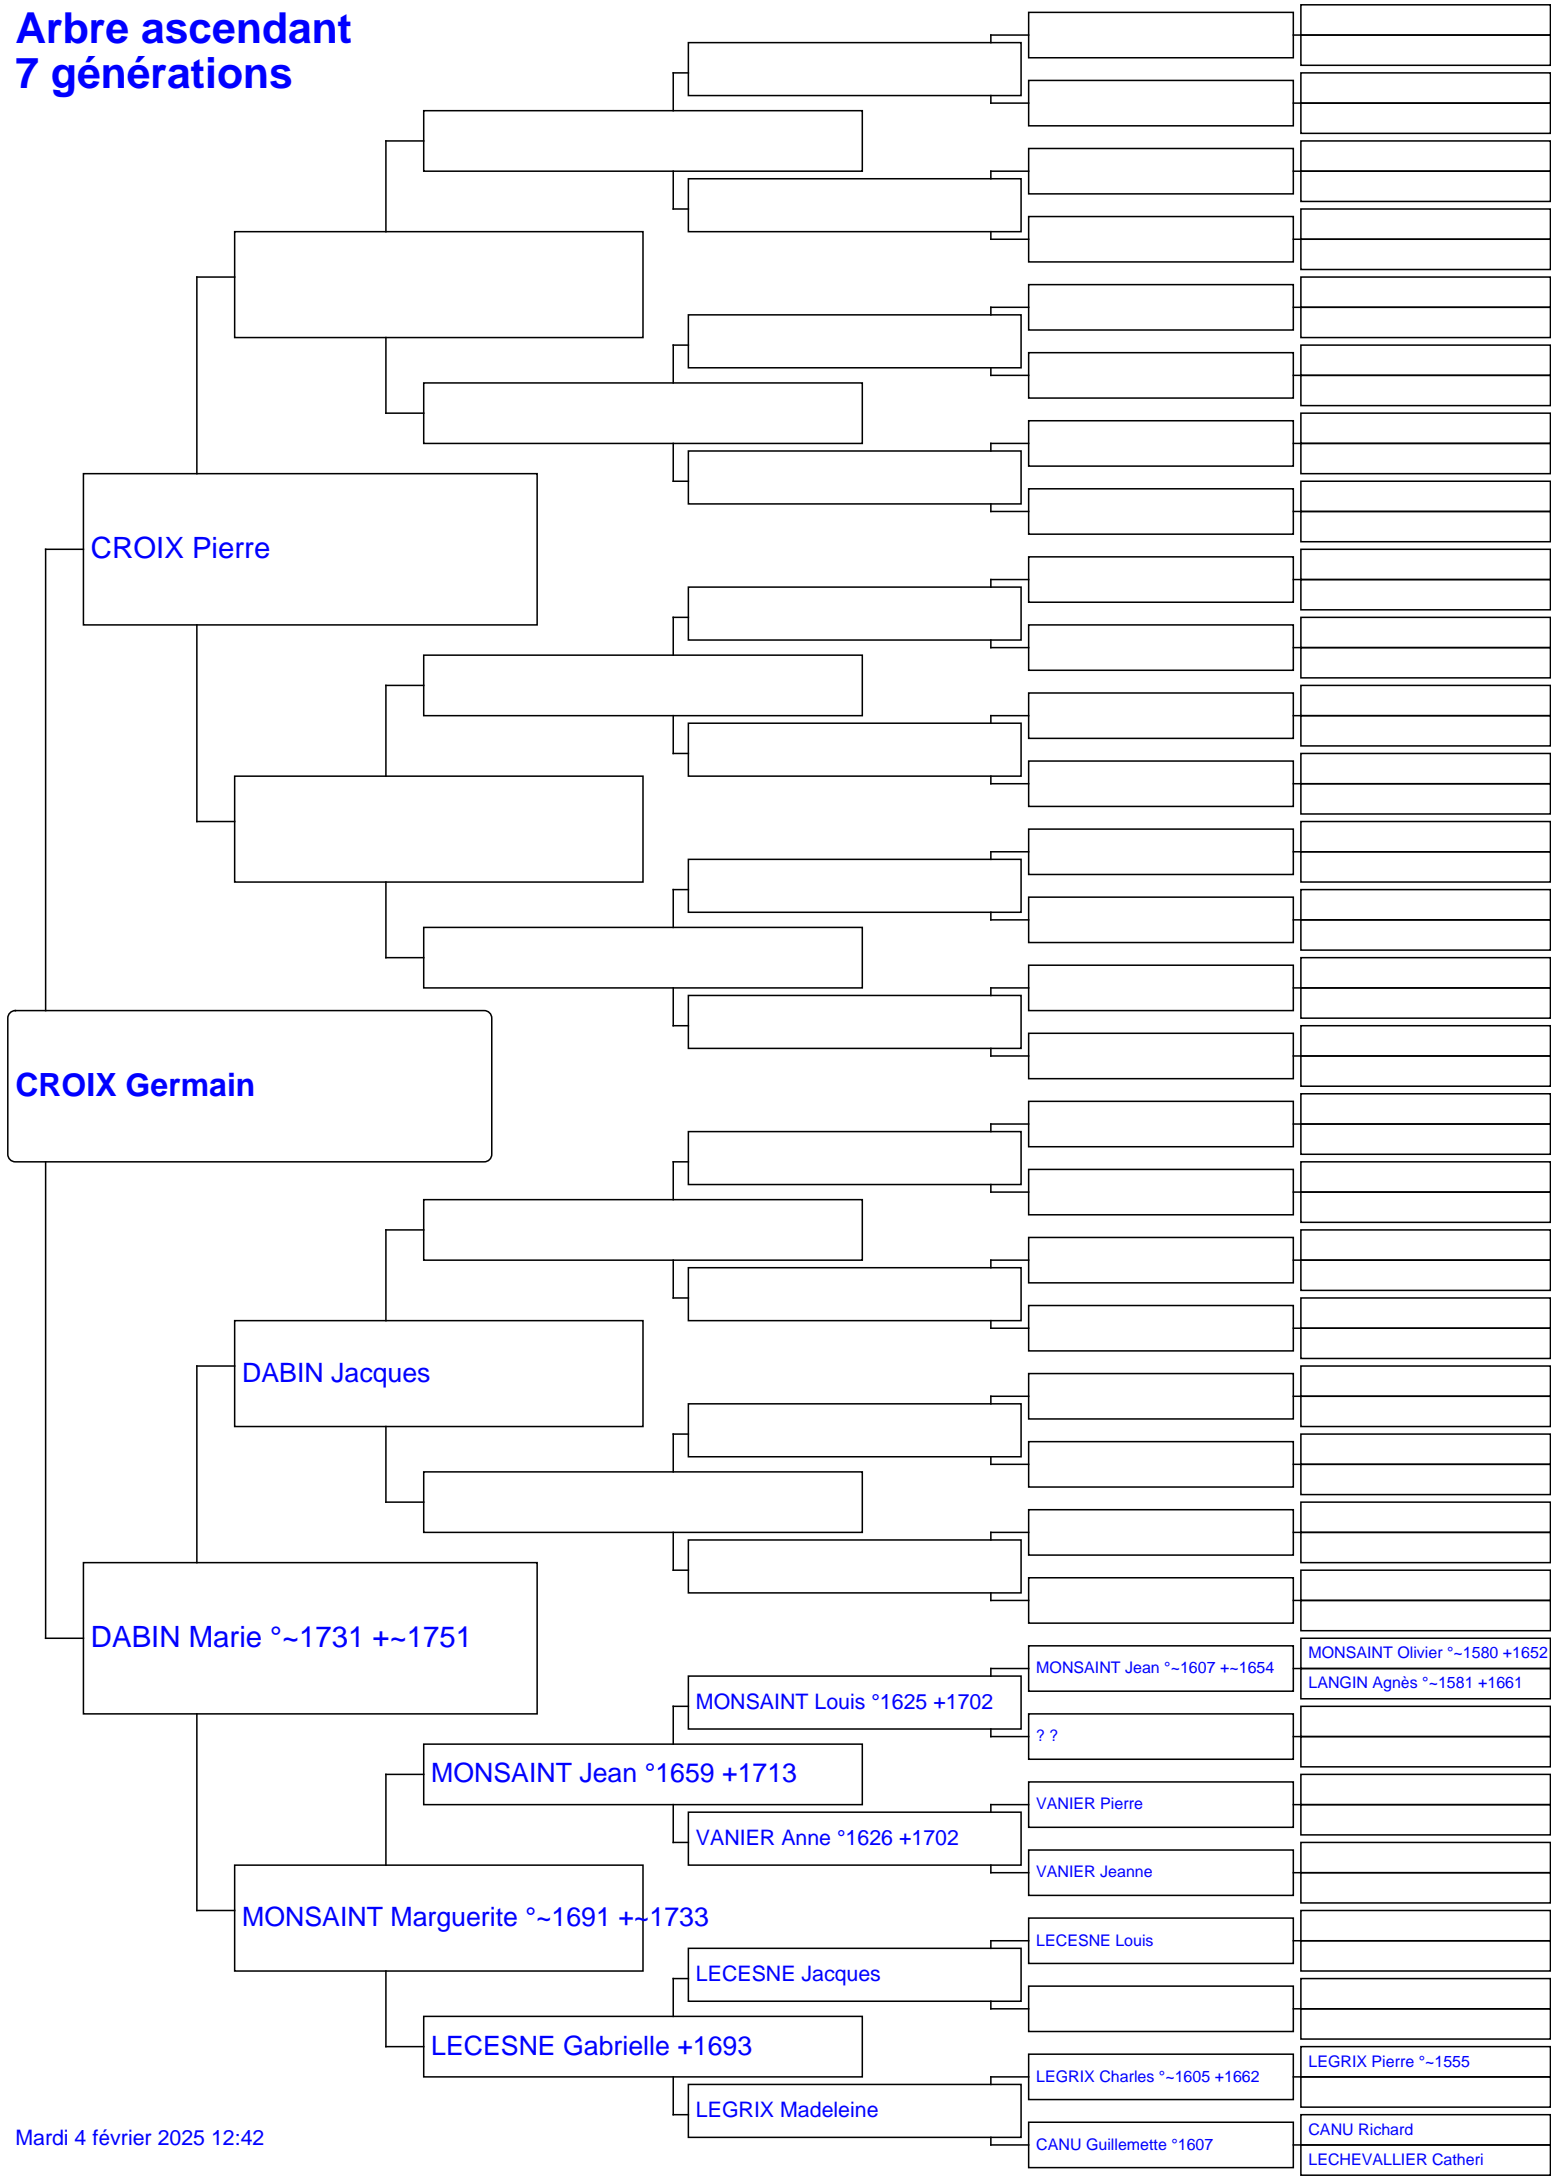 Arbre ascendant
7 générations
CROIX Pierre
CROIX Germain
DABIN Jacques
DABIN Marie °~1731 +~1751
MONSAINT Olivier °~1580 +1652
MONSAINT Jean °~1607 +~1654
LANGIN Agnès °~1581 +1661
MONSAINT Louis °1625 +1702
? ?
MONSAINT Jean °1659 +1713
VANIER Pierre
VANIER Anne °1626 +1702
VANIER Jeanne
MONSAINT Marguerite °~1691 +~1733
LECESNE Louis
LECESNE Jacques
LECESNE Gabrielle +1693
LEGRIX Pierre °~1555
LEGRIX Charles °~1605 +1662
LEGRIX Madeleine
CANU Richard
CANU Guillemette °1607
LECHEVALLIER Catheri
Mardi 4 février 2025 12:42